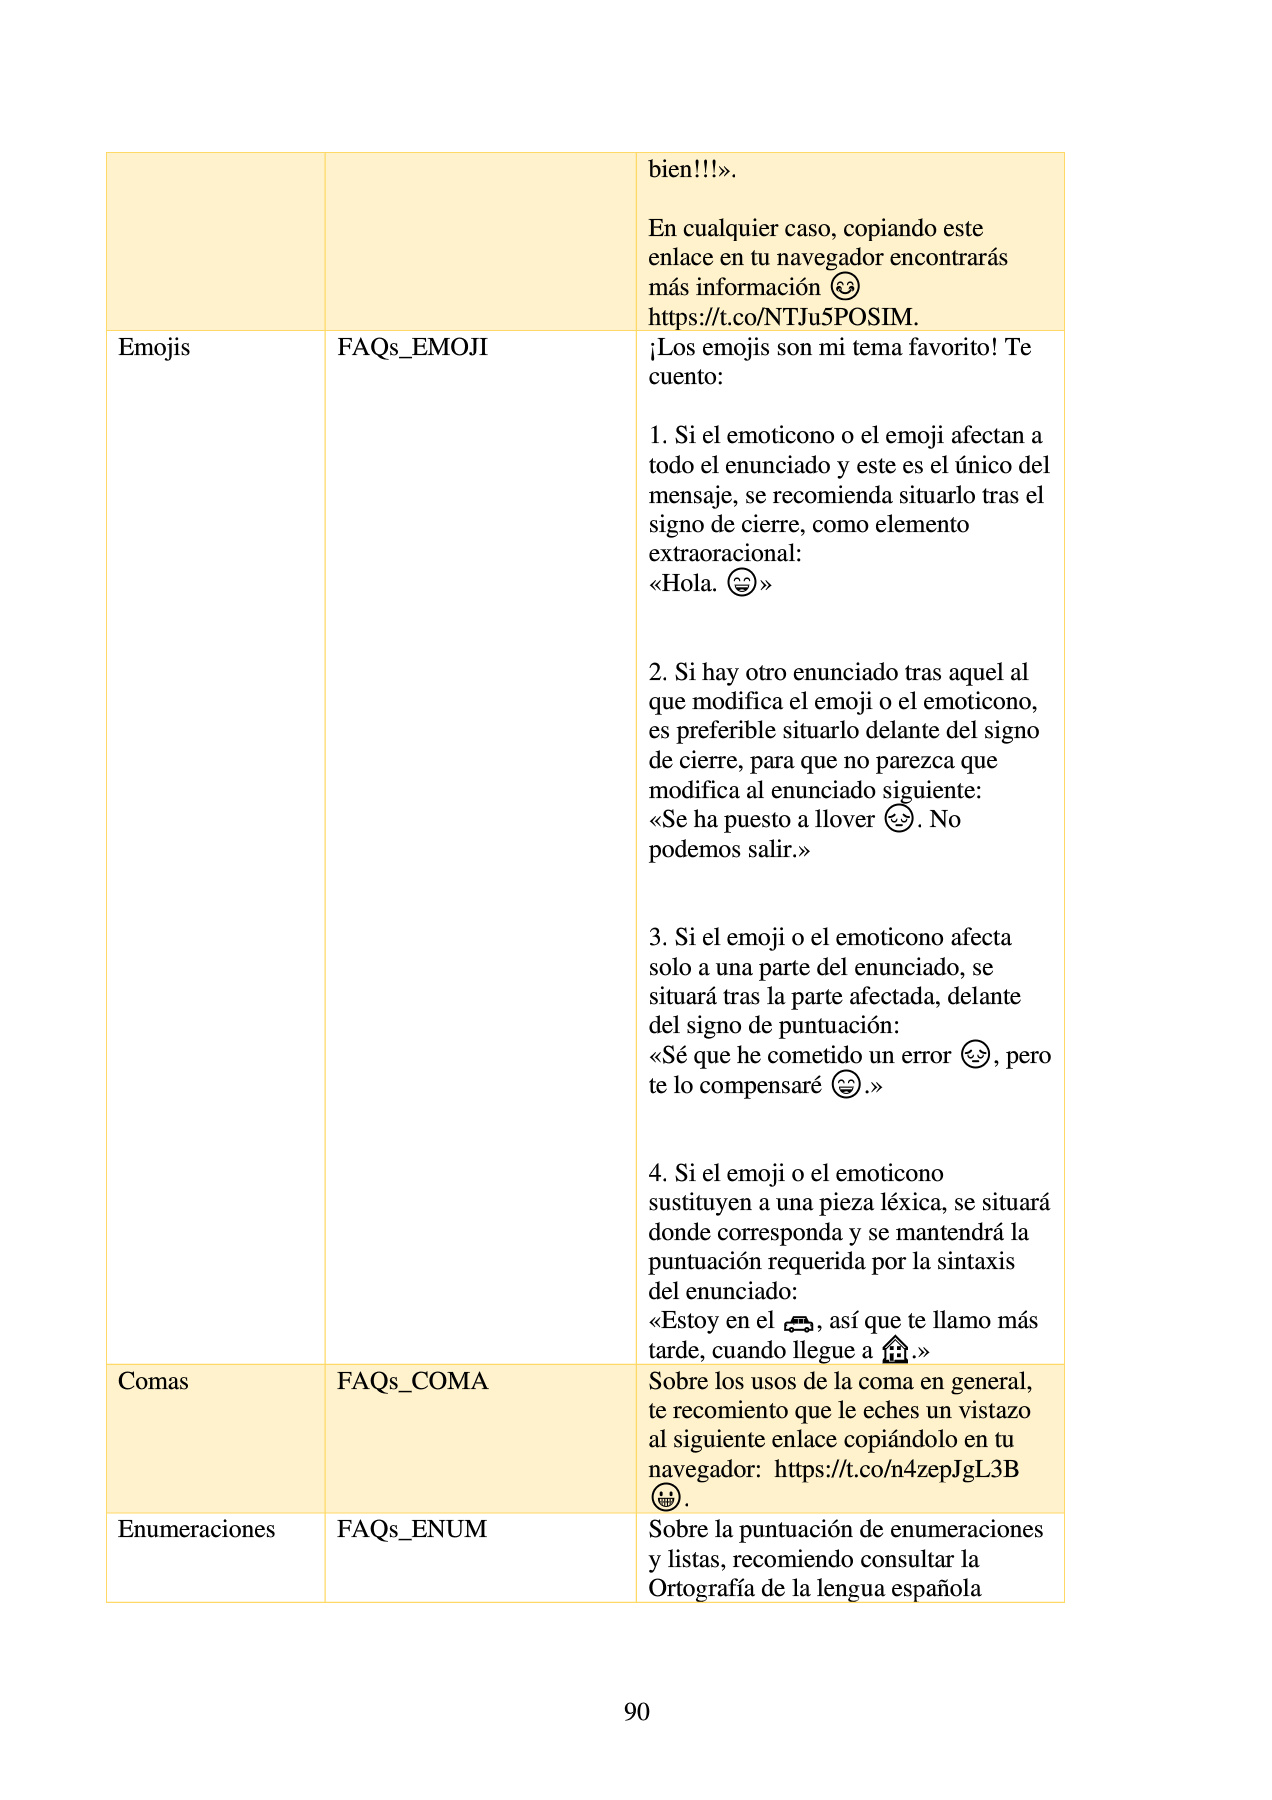 bien!!!».
En cualquier caso, copiando este
enlace en tu navegador encontrarás
más información 😊
https://t.co/NTJu5POSIM.
Emojis
FAQs_EMOJI
¡Los emojis son mi tema favorito! Te
cuento:
1. Si el emoticono o el emoji afectan a
todo el enunciado y este es el único del
mensaje, se recomienda situarlo tras el
signo de cierre, como elemento
extraoracional:
«Hola. 😄»
2. Si hay otro enunciado tras aquel al
que modifica el emoji o el emoticono,
es preferible situarlo delante del signo
de cierre, para que no parezca que
modifica al enunciado siguiente:
«Se ha puesto a llover 😔. No
podemos salir.»
3. Si el emoji o el emoticono afecta
solo a una parte del enunciado, se
situará tras la parte afectada, delante
del signo de puntuación:
«Sé que he cometido un error 😔, pero
te lo compensaré 😄.»
4. Si el emoji o el emoticono
sustituyen a una pieza léxica, se situará
donde corresponda y se mantendrá la
puntuación requerida por la sintaxis
del enunciado:
«Estoy en el 🚗, así que te llamo más
tarde, cuando llegue a 🏠.»
Comas
FAQs_COMA
Sobre los usos de la coma en general,
te recomiento que le eches un vistazo
al siguiente enlace copiándolo en tu
navegador: https://t.co/n4zepJgL3B
😀.
Enumeraciones
FAQs_ENUM
Sobre la puntuación de enumeraciones
y listas, recomiendo consultar la
Ortografía de la lengua española
90